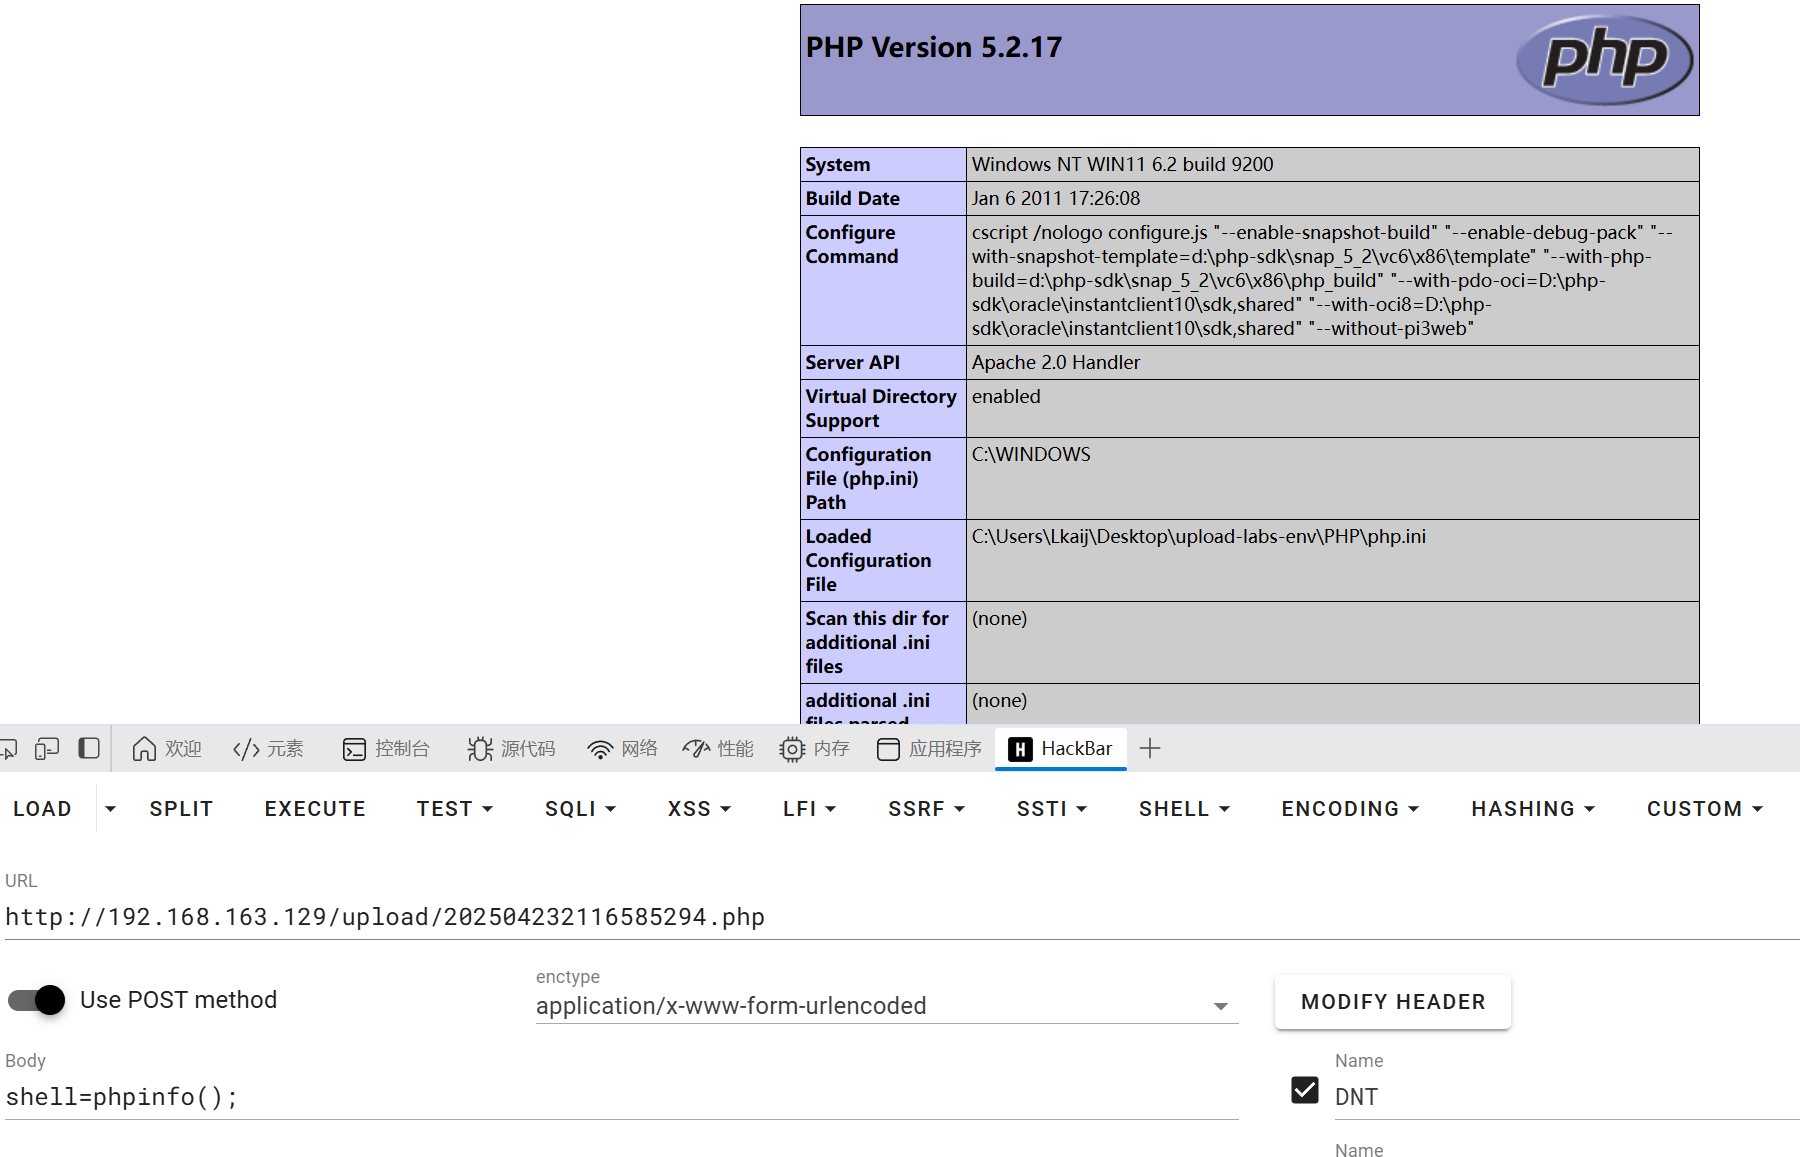 PHP Version 5.2.17
php
System Windows NT WIN11 6.2 build 9200
Build Date Jan 6 2011 17:26:08
Configure Command cscript /nologo configure.js "--enable-snapshot-build" "--enable-debug-pack" "--
with-snapshot-template=d:\php-sdk\snap_5_2\vc6\x86\template" "--with-php-
build=d:\php-sdk\snap_5_2\vc6\x86\php_build" "--with-pdo-oci=D:\php-
sdk\oracle\instantclient10\sdk,shared" "--with-oci8=D:\php-
sdk\oracle\instantclient10\sdk,shared" "--without-pi3web"
Server API Apache 2.0 Handler
Virtual Directory Support enabled
Configuration File (php.ini) Path C:\WINDOWS
Loaded Configuration File C:\Users\Lkaij\Desktop\upload-labs-env\PHP\php.ini
Scan this dir for additional .ini files (none)
additional .ini files parsed (none)
欢迎 </> 元素 控制台 源代码 网络 性能 内存 应用程序 H HackBar
LOAD SPLIT EXECUTE TEST SQLI XSS LFI SSRF SSTI SHELL ENCODING HASHING CUSTOM
URL
http://192.168.163.129/upload/202504232116585294.php
Use POST method
enctype
application/x-www-form-urlencoded
MODIFY HEADER
Body
shell=phpinfo();
Name
DNT
Name